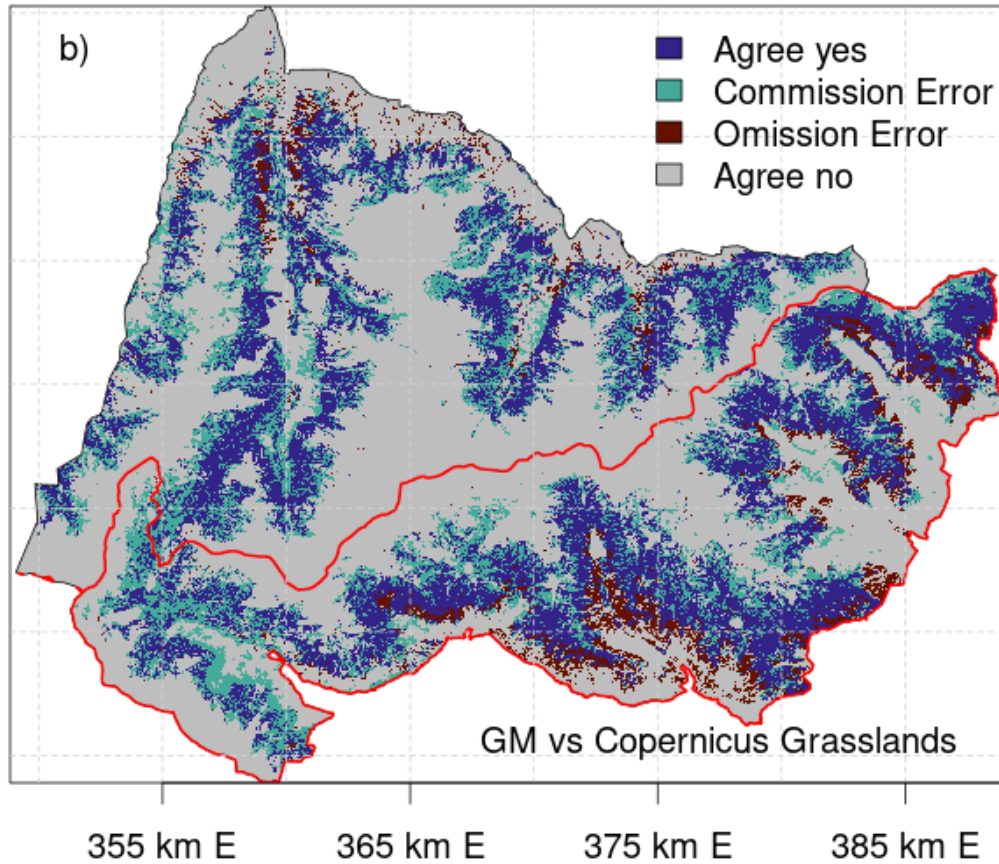 b)
Agree yes
Commission Error
Omission Error
Agree no
GM vs Copernicus Grasslands
355 km E 365 km E 375 km E 385 km E